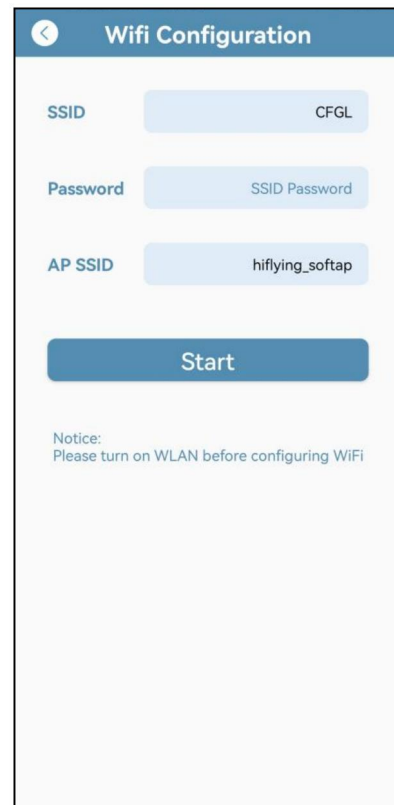 Wifi Configuration
SSID
CFGL
Password
SSID Password
AP SSID
hiflying_softap
Start
Notice:
Please turn on WLAN before configuring WiFi